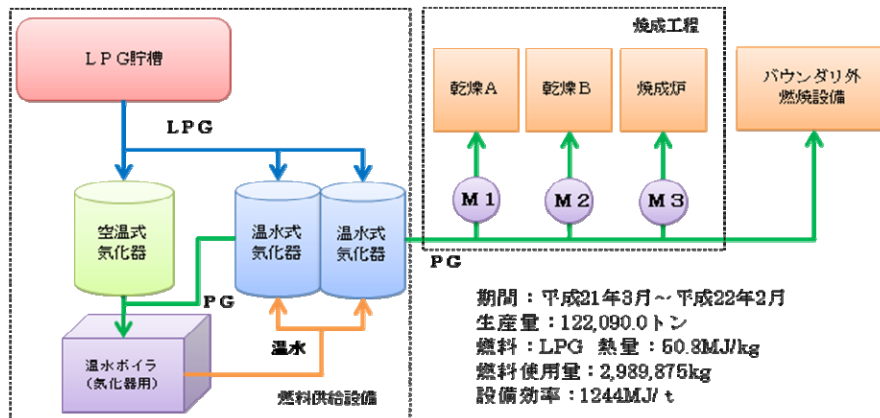 LPG貯槽
LPG
空温式
気化器
温水式
気化器
温水式
気化器
PG
温水ボイラ
(気化器用)
温水
燃料供給設備
焼成工程
乾燥A
乾燥B
焼成炉
バウンダリ外
燃焼設備
M1
M2
M3
PG
期間:平成21年3月~平成22年2月
生産量:122,090.0トン
燃料:LPG 熱量:50.8MJ/kg
燃料使用量:2,989,875kg
設備効率:1244MJ/t